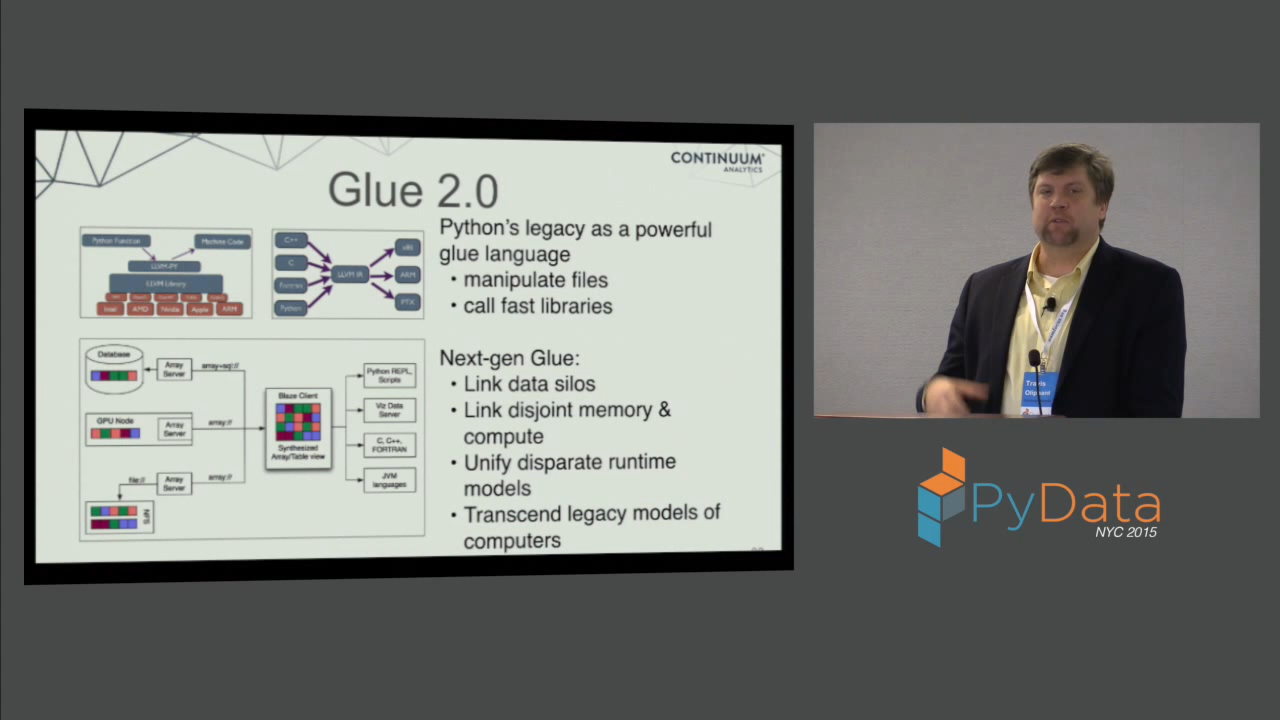 CONTINUUM
ANALYTICS
Glue 2.0
Python Function
Machine Code
LLVM-PY
LLVM Library
Intel
AMD
Nvidia
Apple
ARM
C++
C
Fortran
Python
LLVM IR
x86
ARM
PTX
Python's legacy as a powerful
glue language
• manipulate files
• call fast libraries
Database
Array
Server
array+sql://
GPU Node
Array
Server
array://
file://
Array
Server
array://
NFS
Blaze Client
Synthesized
Array/Table view
Python REPL,
Scripts
Viz Data
Server
C, C++,
FORTRAN
JVM
languages
Next-gen Glue:
• Link data silos
• Link disjoint memory &
compute
• Unify disparate runtime
models
• Transcend legacy models of
computers
Travis
Oliphant
PyData
NYC 2015